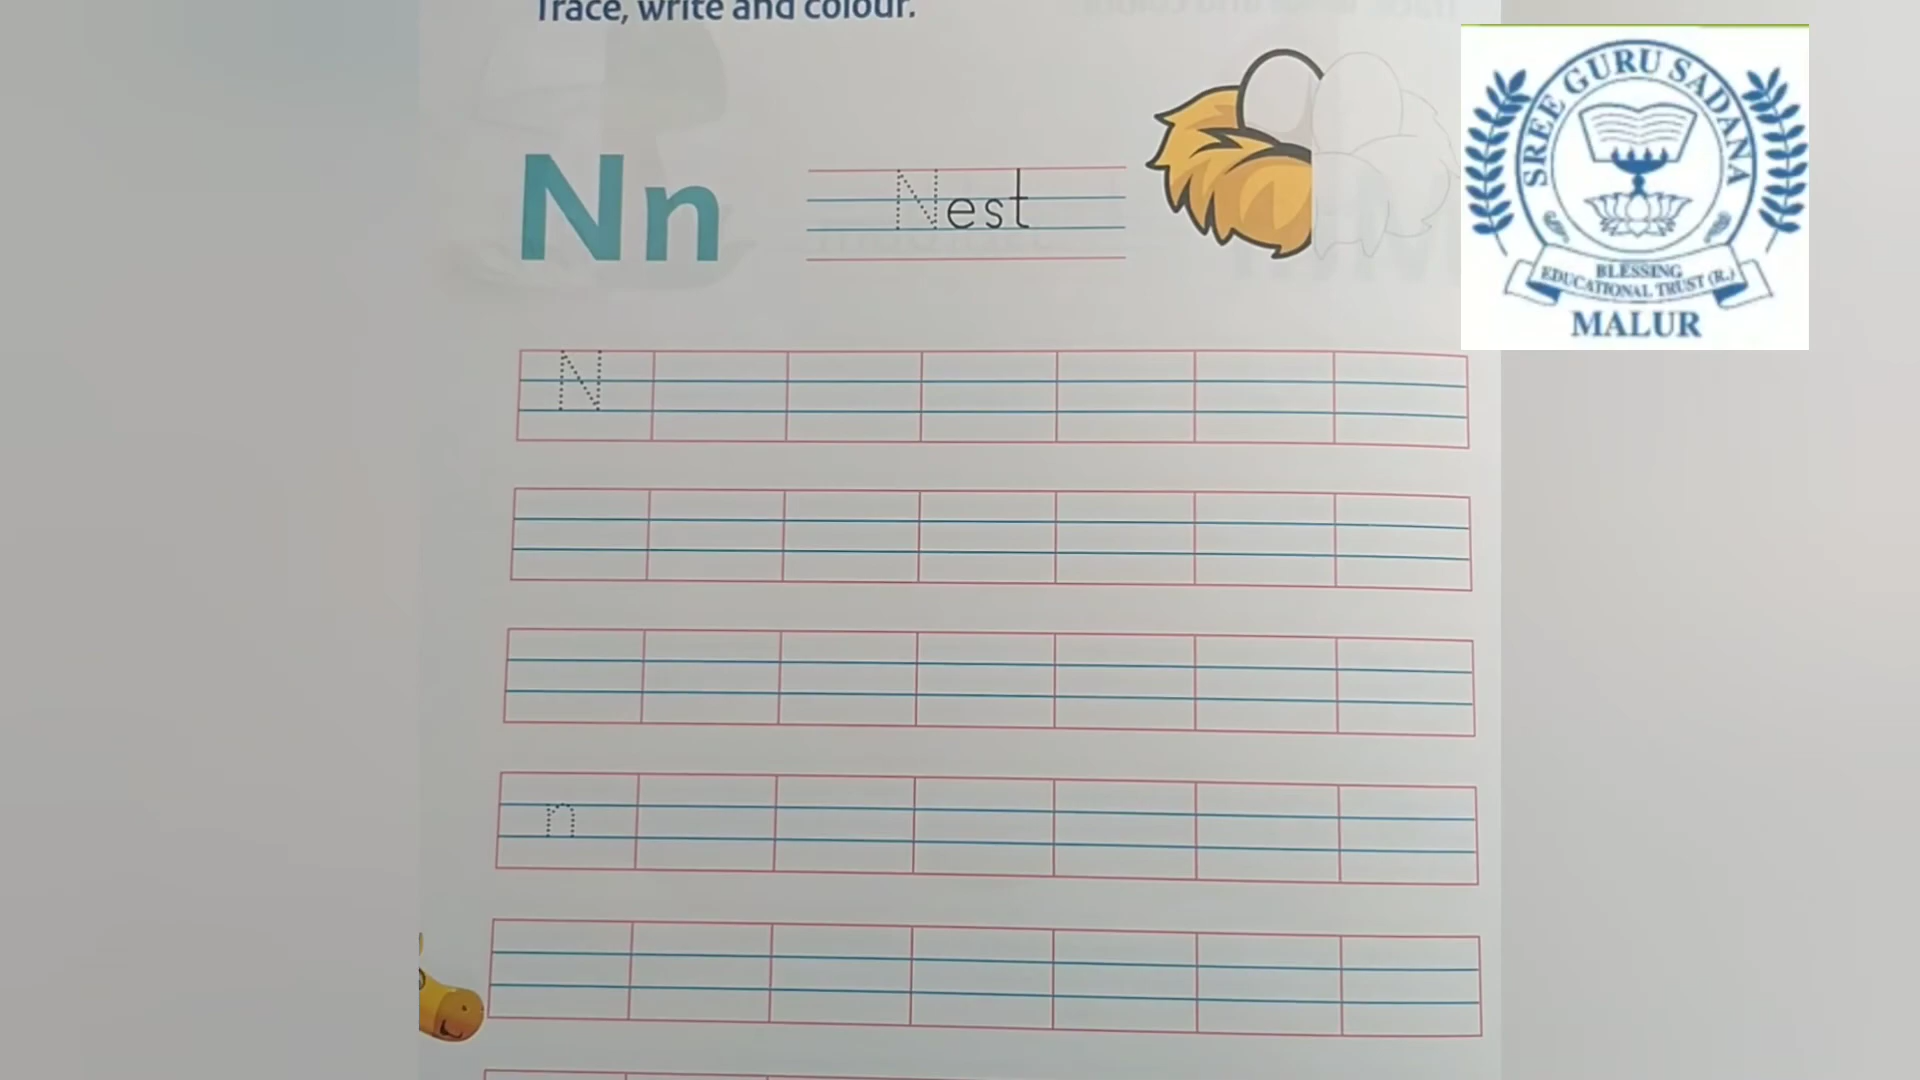 Trace, write and colour.
Nn
Nest
N
n
SREE GURU SADANA
BLESSING
EDUCATIONAL TRUST (R.)
MALUR